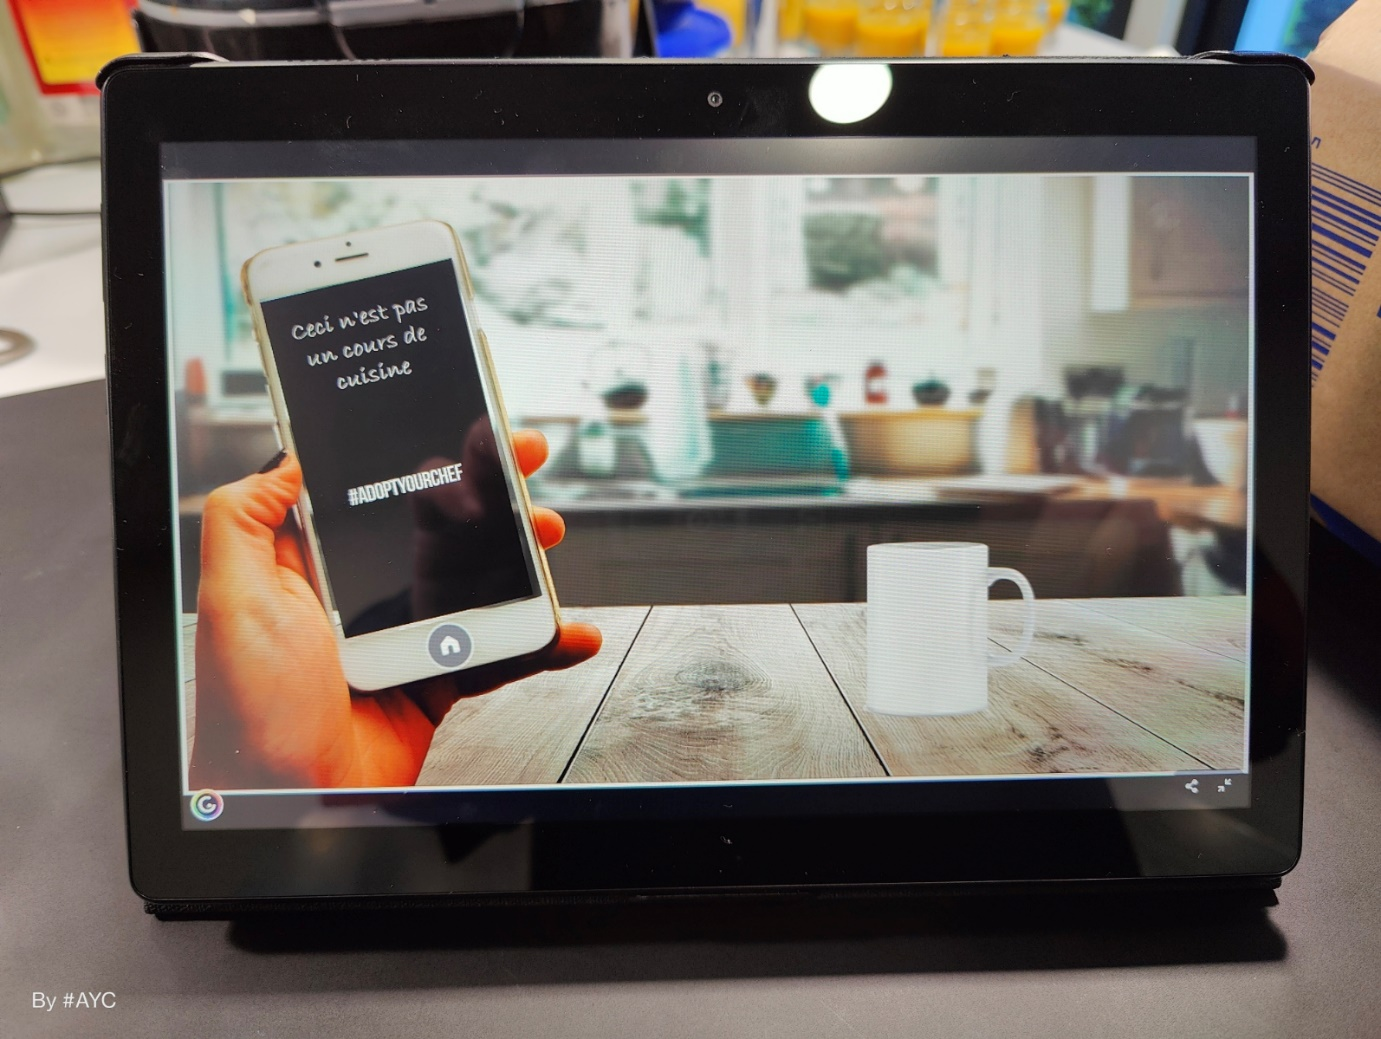 Ceci n'est pas
un cours de
cuisine
#ADOPTYOURCHEF
By #AYC